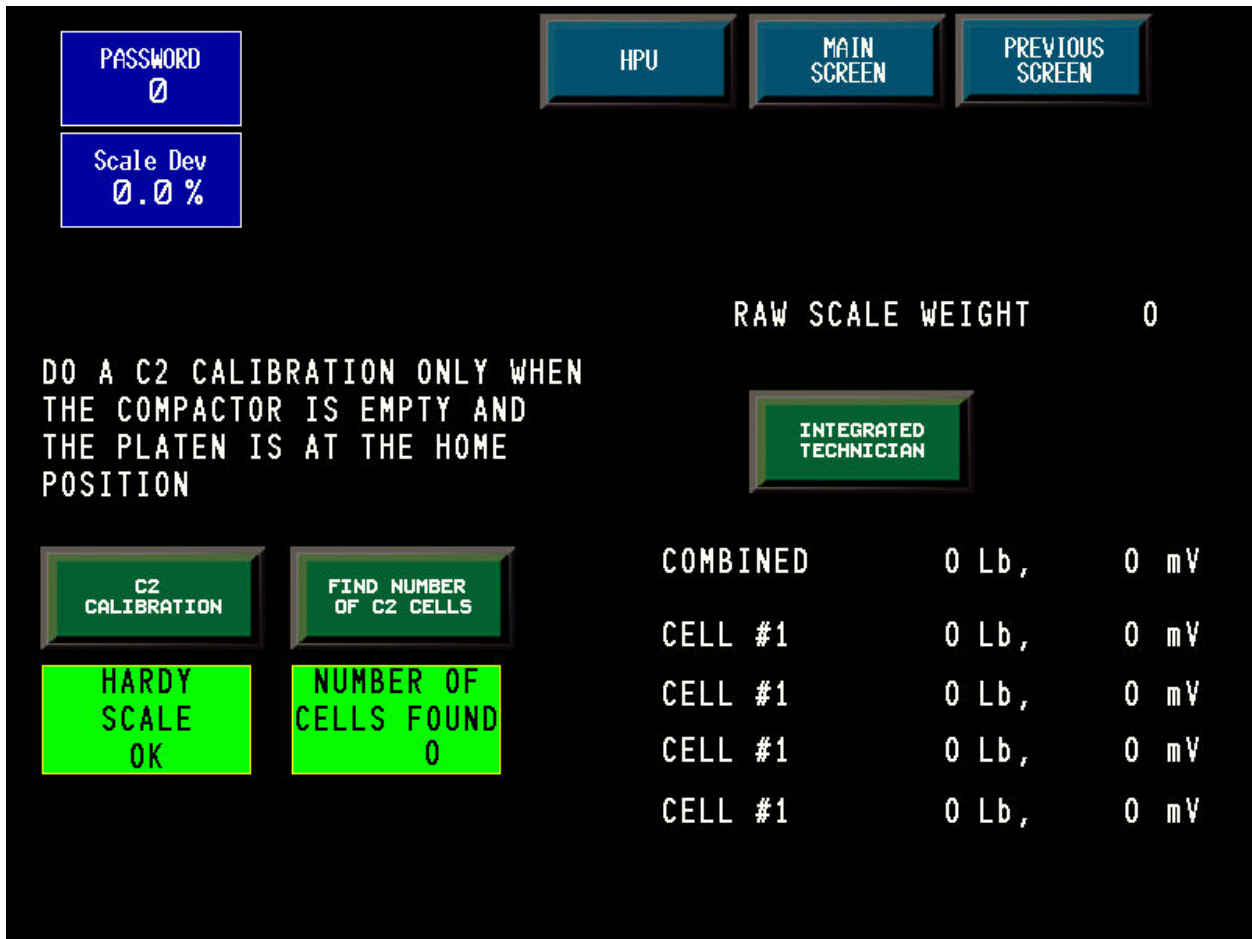 PASSWORD
0
HPU
MAIN
SCREEN
PREVIOUS
SCREEN
Scale Dev
0.0 %
RAW SCALE WEIGHT 0
DO A C2 CALIBRATION ONLY WHEN
THE COMPACTOR IS EMPTY AND
THE PLATEN IS AT THE HOME
POSITION
INTEGRATED
TECHNICIAN
C2
CALIBRATION
FIND NUMBER
OF C2 CELLS
HARDY
SCALE
OK
NUMBER OF
CELLS FOUND
0
COMBINED 0 Lb, 0 mV
CELL #1 0 Lb, 0 mV
CELL #1 0 Lb, 0 mV
CELL #1 0 Lb, 0 mV
CELL #1 0 Lb, 0 mV